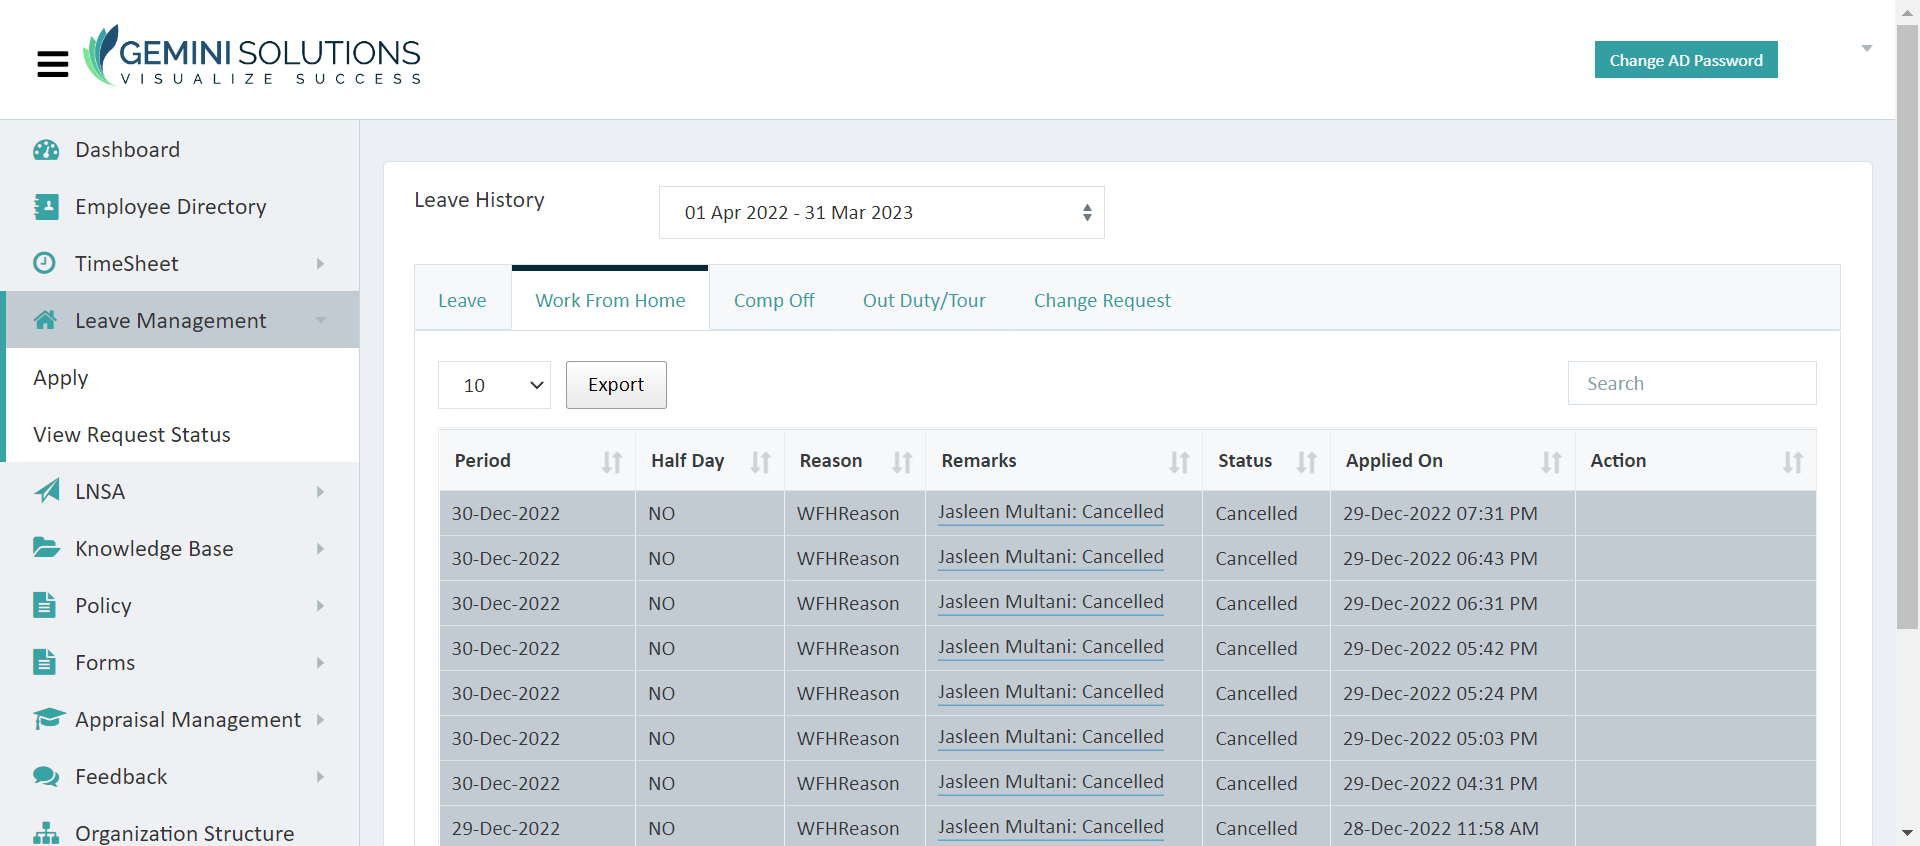 GEMINI SOLUTIONS
VISUALIZE SUCCESS
Change AD Password
Dashboard
Employee Directory
TimeSheet
Leave Management
Apply
View Request Status
LNSA
Knowledge Base
Policy
Forms
Appraisal Management
Feedback
Organization Structure
Leave History
01 Apr 2022 - 31 Mar 2023
Leave Work From Home Comp Off Out Duty/Tour Change Request
10 Export Search
Period Half Day Reason Remarks Status Applied On Action
30-Dec-2022 NO WFHReason Jasleen Multani: Cancelled Cancelled 29-Dec-2022 07:31 PM
30-Dec-2022 NO WFHReason Jasleen Multani: Cancelled Cancelled 29-Dec-2022 06:43 PM
30-Dec-2022 NO WFHReason Jasleen Multani: Cancelled Cancelled 29-Dec-2022 06:31 PM
30-Dec-2022 NO WFHReason Jasleen Multani: Cancelled Cancelled 29-Dec-2022 05:42 PM
30-Dec-2022 NO WFHReason Jasleen Multani: Cancelled Cancelled 29-Dec-2022 05:24 PM
30-Dec-2022 NO WFHReason Jasleen Multani: Cancelled Cancelled 29-Dec-2022 05:03 PM
30-Dec-2022 NO WFHReason Jasleen Multani: Cancelled Cancelled 29-Dec-2022 04:31 PM
29-Dec-2022 NO WFHReason Jasleen Multani: Cancelled Cancelled 28-Dec-2022 11:58 AM